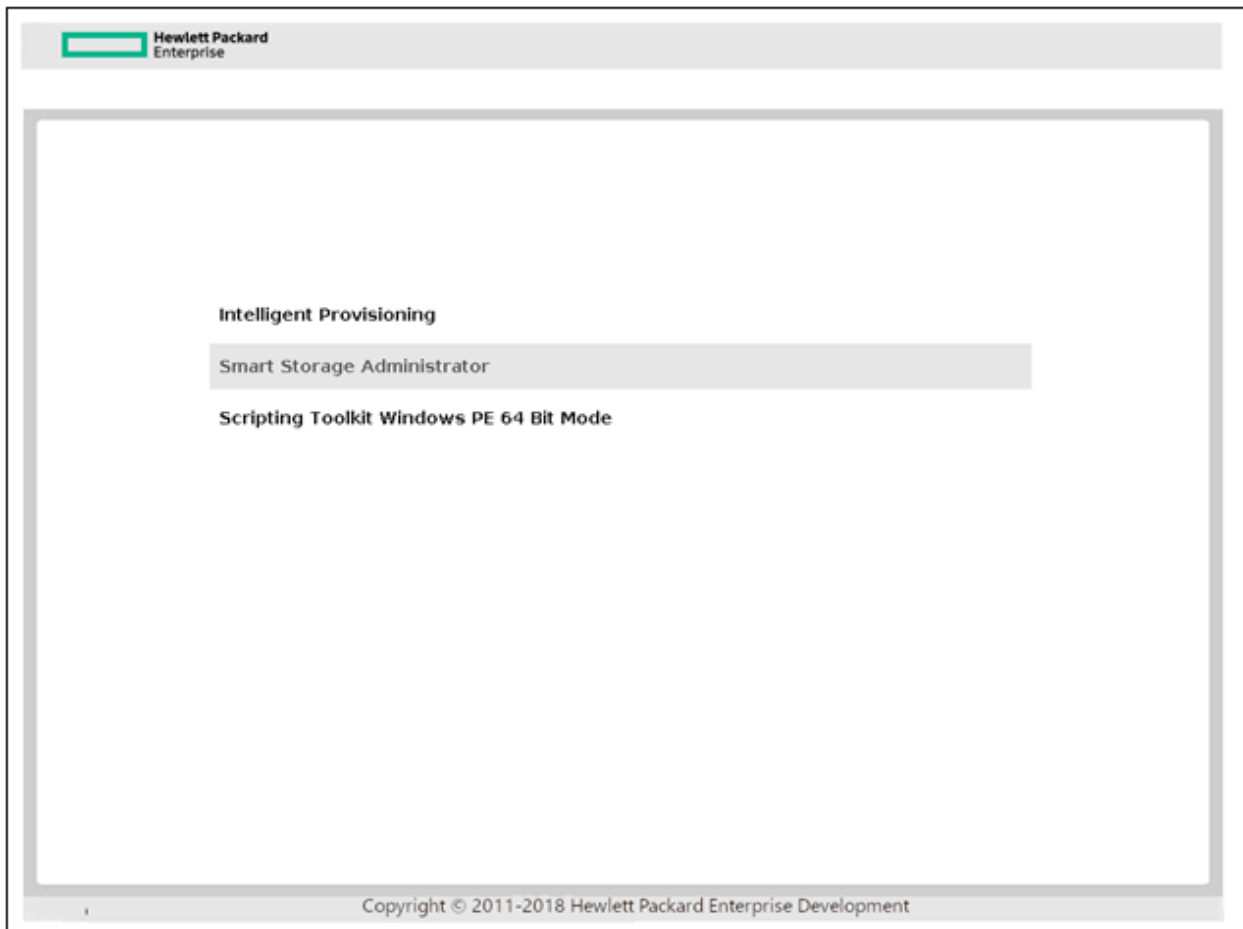 Hewlett Packard
Enterprise
Intelligent Provisioning
Smart Storage Administrator
Scripting Toolkit Windows PE 64 Bit Mode
Copyright © 2011-2018 Hewlett Packard Enterprise Development